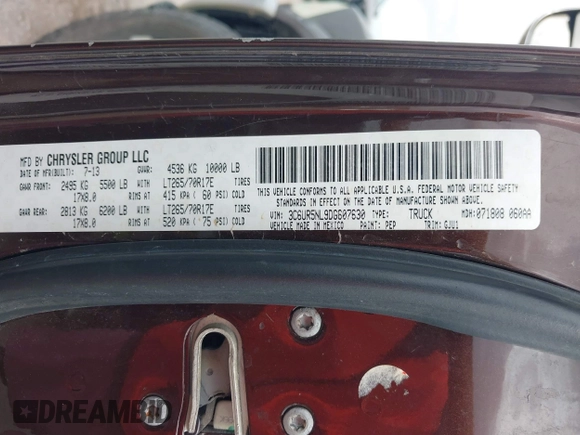 MFD BY CHRYSLER GROUP LLC
DATE OF MFR(BUILT): 7-13 GVWR: 4536 KG 10000 LB
GAWR FRONT: 2495 KG 5500 LB WITH LT265/70R17E TIRES
17X8.0 RIMS AT 415 KPA ( 60 PSI) COLD
GAWR REAR: 2813 KG 6200 LB WITH LT265/70R17E TIRES
17X8.0 RIMS AT 520 KPA ( 75 PSI) COLD
THIS VEHICLE CONFORMS TO ALL APPLICABLE U.S.A. FEDERAL MOTOR VEHICLE SAFETY
STANDARDS IN EFFECT ON THE DATE OF MANUFACTURE SHOWN ABOVE.
VIN: 3C6UR5NL9DG607630 TYPE: TRUCK MDH: 071808 060AA
VEHICLE MADE IN MEXICO PAINT: PEP TRIM: GJU1
DREAMBID